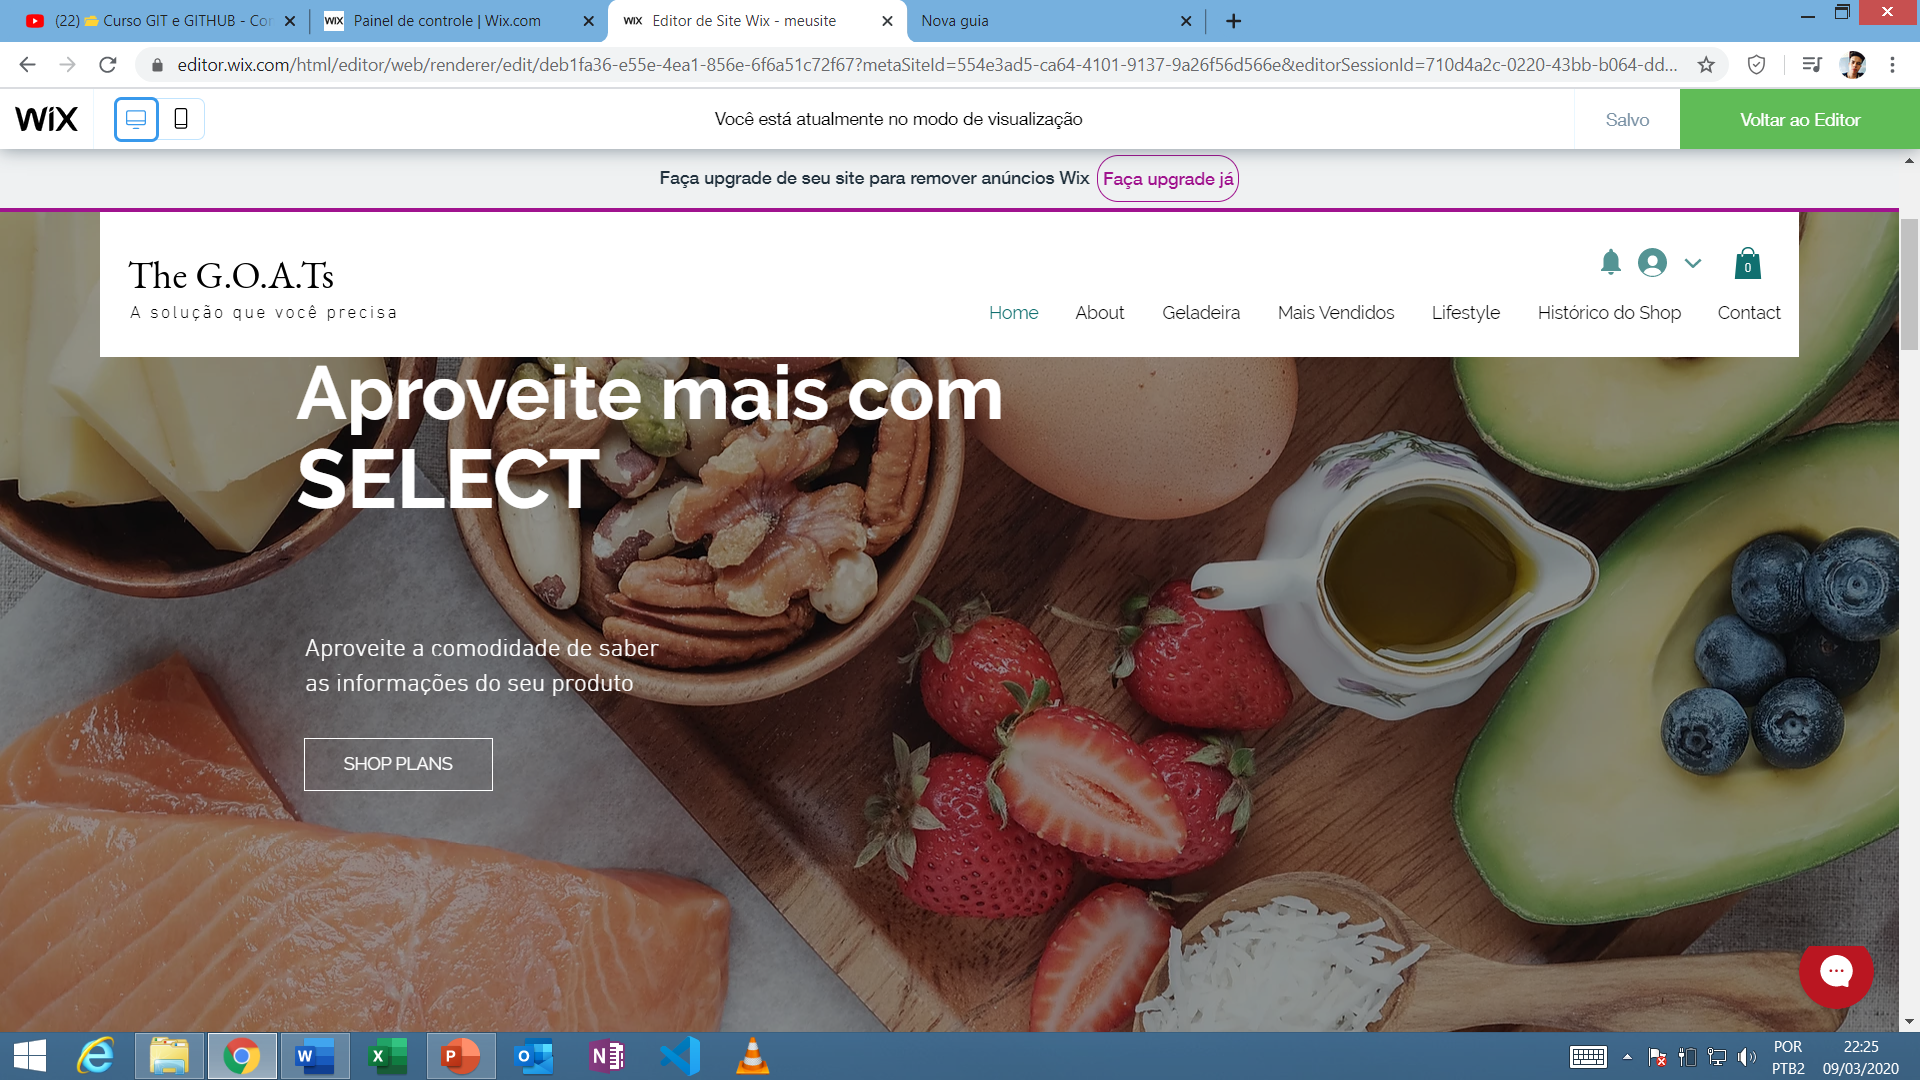 (22) Curso GIT e GITHUB - Con
Painel de controle | Wix.com
WIX Editor de Site Wix - meusite
Nova guia
editor.wix.com/html/editor/web/renderer/edit/deb1fa36-e55e-4ea1-856e-6f6a51c72f67?metaSiteId=554e3ad5-ca64-4101-9137-9a26f56d566e&editorSessionId=710d4a2c-0220-43bb-b064-dd...
WiX
Você está atualmente no modo de visualização
Salvo
Voltar ao Editor
Faça upgrade de seu site para remover anúncios Wix
Faça upgrade já
The G.O.A.Ts
A solução que você precisa
0
Home About Geladeira Mais Vendidos Lifestyle Histórico do Shop Contact
Aproveite mais com
SELECT
Aproveite a comodidade de saber
as informações do seu produto
SHOP PLANS
POR
PTB2
22:25
09/03/2020